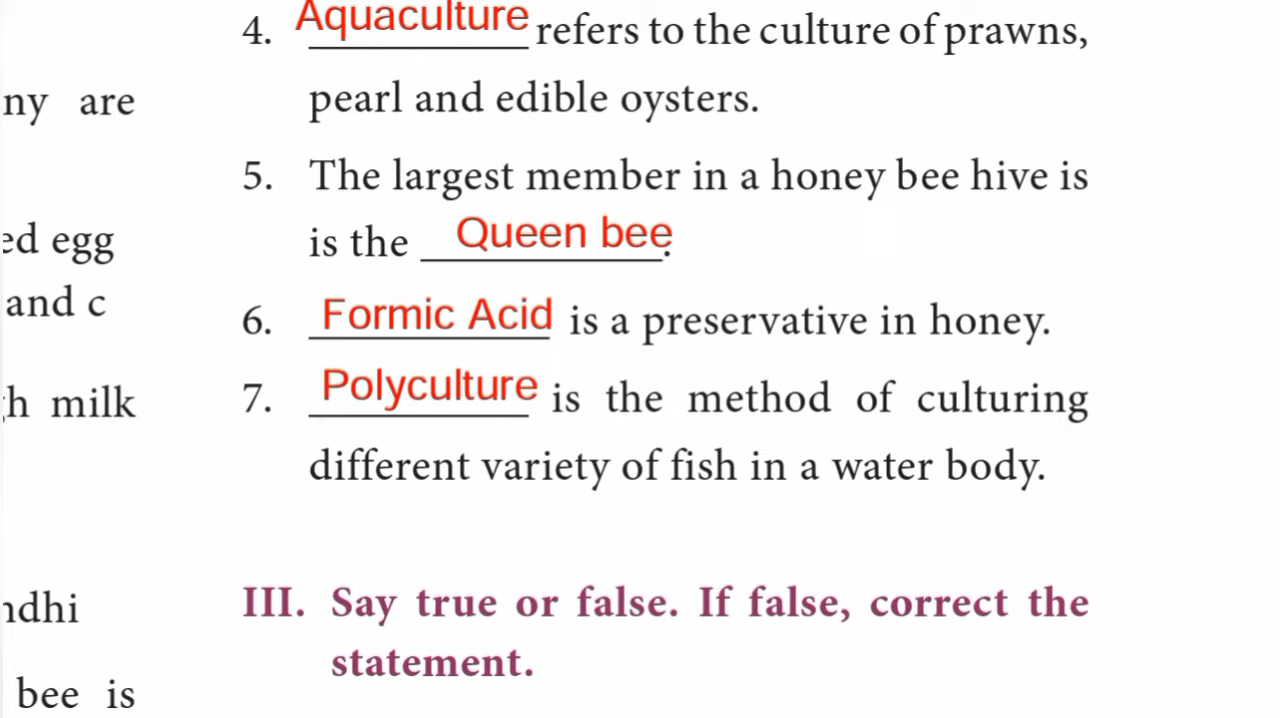 4. Aquaculture refers to the culture of prawns,
pearl and edible oysters.
5. The largest member in a honey bee hive is
is the Queen bee.
6. Formic Acid is a preservative in honey.
7. Polyculture is the method of culturing
different variety of fish in a water body.
III. Say true or false. If false, correct the
statement.
ny are
ed egg
and c
h milk
ndhi
bee is